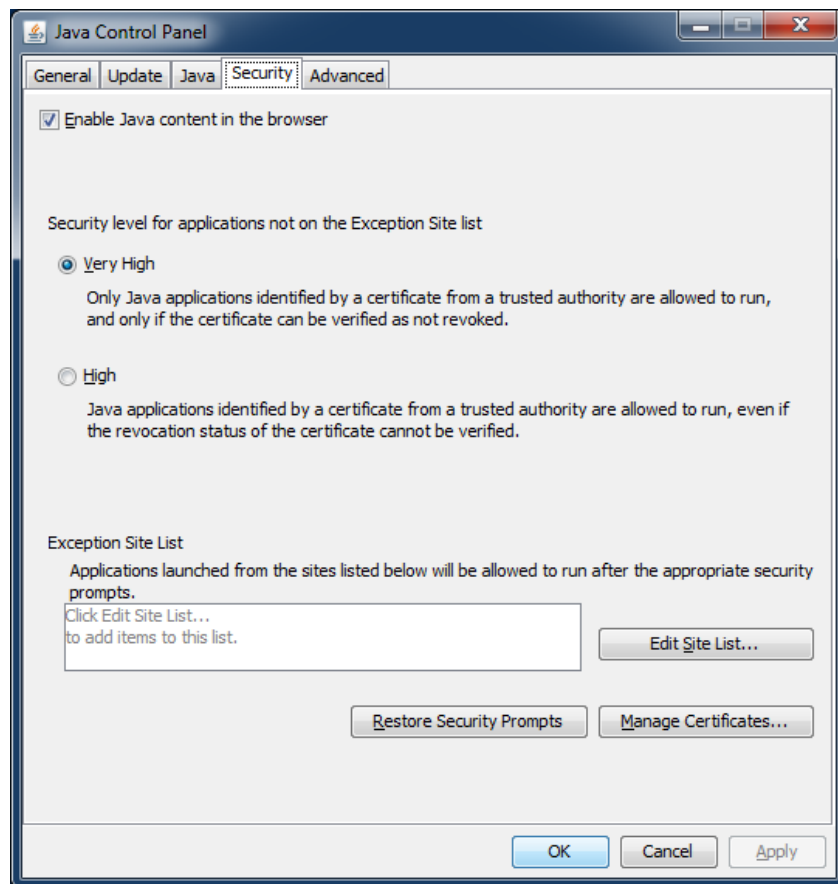 Java Control Panel
General Update Java Security Advanced
Enable Java content in the browser
Security level for applications not on the Exception Site list
Very High
Only Java applications identified by a certificate from a trusted authority are allowed to run,
and only if the certificate can be verified as not revoked.
High
Java applications identified by a certificate from a trusted authority are allowed to run, even if
the revocation status of the certificate cannot be verified.
Exception Site List
Applications launched from the sites listed below will be allowed to run after the appropriate security
prompts.
Click Edit Site List...
to add items to this list.
Edit Site List...
Restore Security Prompts Manage Certificates...
OK Cancel Apply